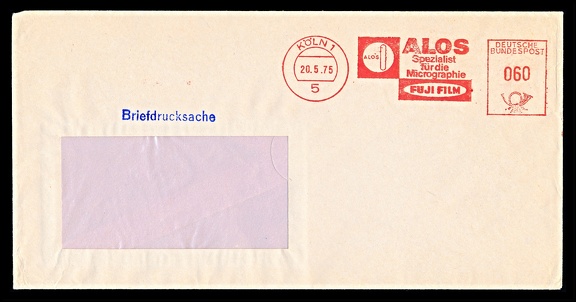 KÖLN 1
20.5.75
5
ALOS
ALOS
Spezialist
für die
Micrographie
FUJI FILM
DEUTSCHE
BUNDESPOST
060
Briefdrucksache